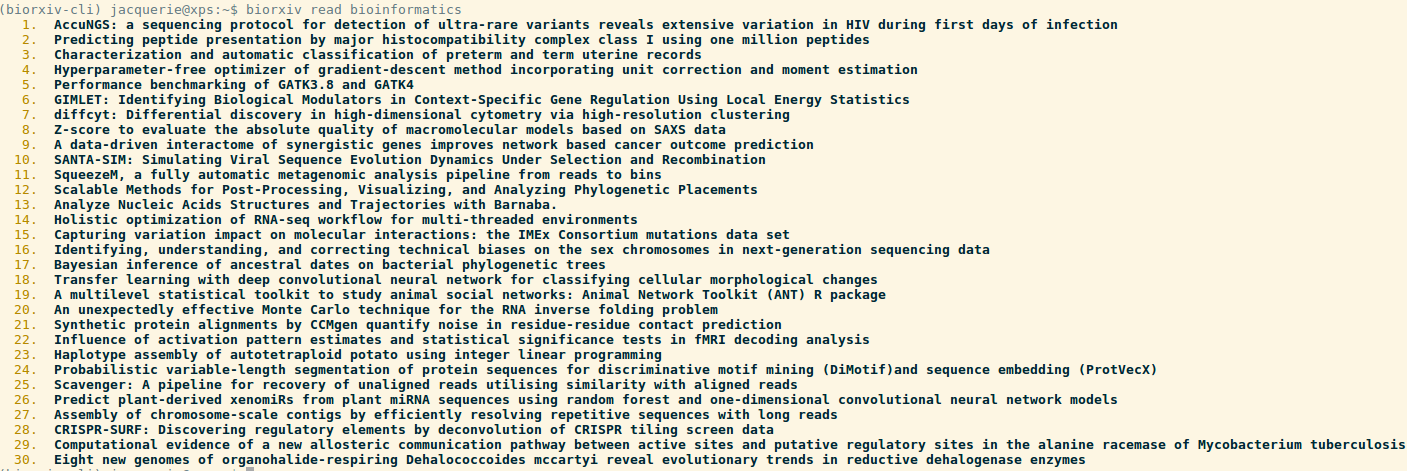 (biorxiv-cli) jacquerie@xps:~$ biorxiv read bioinformatics
1. AccuNGS: a sequencing protocol for detection of ultra-rare variants reveals extensive variation in HIV during first days of infection
2. Predicting peptide presentation by major histocompatibility complex class I using one million peptides
3. Characterization and automatic classification of preterm and term uterine records
4. Hyperparameter-free optimizer of gradient-descent method incorporating unit correction and moment estimation
5. Performance benchmarking of GATK3.8 and GATK4
6. GIMLET: Identifying Biological Modulators in Context-Specific Gene Regulation Using Local Energy Statistics
7. diffcyt: Differential discovery in high-dimensional cytometry via high-resolution clustering
8. Z-score to evaluate the absolute quality of macromolecular models based on SAXS data
9. A data-driven interactome of synergistic genes improves network based cancer outcome prediction
10. SANTA-SIM: Simulating Viral Sequence Evolution Dynamics Under Selection and Recombination
11. SqueezeM, a fully automatic metagenomic analysis pipeline from reads to bins
12. Scalable Methods for Post-Processing, Visualizing, and Analyzing Phylogenetic Placements
13. Analyze Nucleic Acids Structures and Trajectories with Barnaba.
14. Holistic optimization of RNA-seq workflow for multi-threaded environments
15. Capturing variation impact on molecular interactions: the IMEx Consortium mutations data set
16. Identifying, understanding, and correcting technical biases on the sex chromosomes in next-generation sequencing data
17. Bayesian inference of ancestral dates on bacterial phylogenetic trees
18. Transfer learning with deep convolutional neural network for classifying cellular morphological changes
19. A multilevel statistical toolkit to study animal social networks: Animal Network Toolkit (ANT) R package
20. An unexpectedly effective Monte Carlo technique for the RNA inverse folding problem
21. Synthetic protein alignments by CCMgen quantify noise in residue-residue contact prediction
22. Influence of activation pattern estimates and statistical significance tests in fMRI decoding analysis
23. Haplotype assembly of autotetraploid potato using integer linear programming
24. Probabilistic variable-length segmentation of protein sequences for discriminative motif mining (DiMotif)and sequence embedding (ProtVecX)
25. Scavenger: A pipeline for recovery of unaligned reads utilising similarity with aligned reads
26. Predict plant-derived xenomiRs from plant miRNA sequences using random forest and one-dimensional convolutional neural network models
27. Assembly of chromosome-scale contigs by efficiently resolving repetitive sequences with long reads
28. CRISPR-SURF: Discovering regulatory elements by deconvolution of CRISPR tiling screen data
29. Computational evidence of a new allosteric communication pathway between active sites and putative regulatory sites in the alanine racemase of Mycobacterium tuberculosis
30. Eight new genomes of organohalide-respiring Dehalococcoides mccartyi reveal evolutionary trends in reductive dehalogenase enzymes